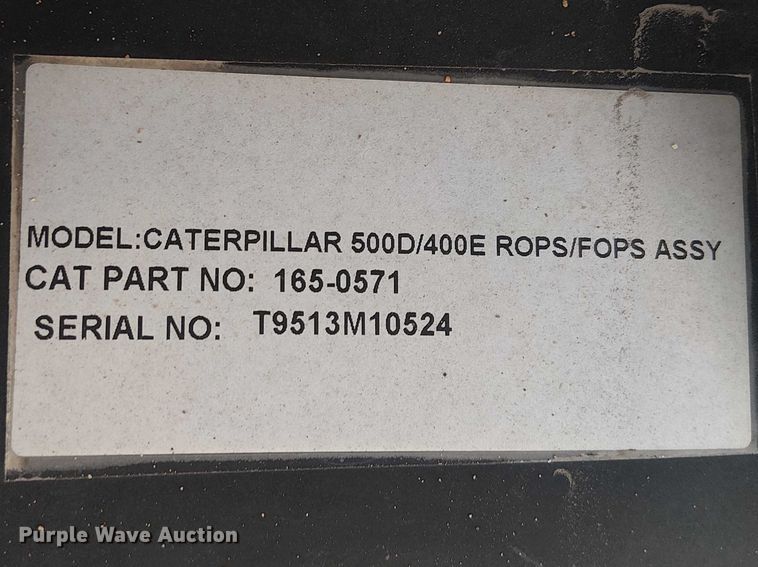 MODEL:CATERPILLAR 500D/400E ROPS/FOPS ASSY
CAT PART NO: 165-0571
SERIAL NO: T9513M10524
Purple Wave Auction